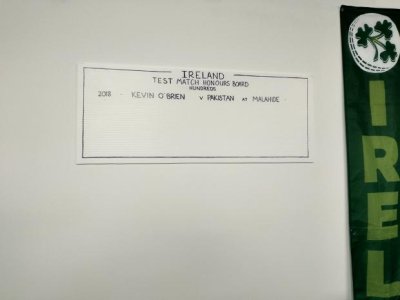 IRELAND
TEST MATCH HONOURS BOARD
HUNDREDS
2018 - KEVIN O'BRIEN v PAKISTAN AT MALAHIDE -
IREL